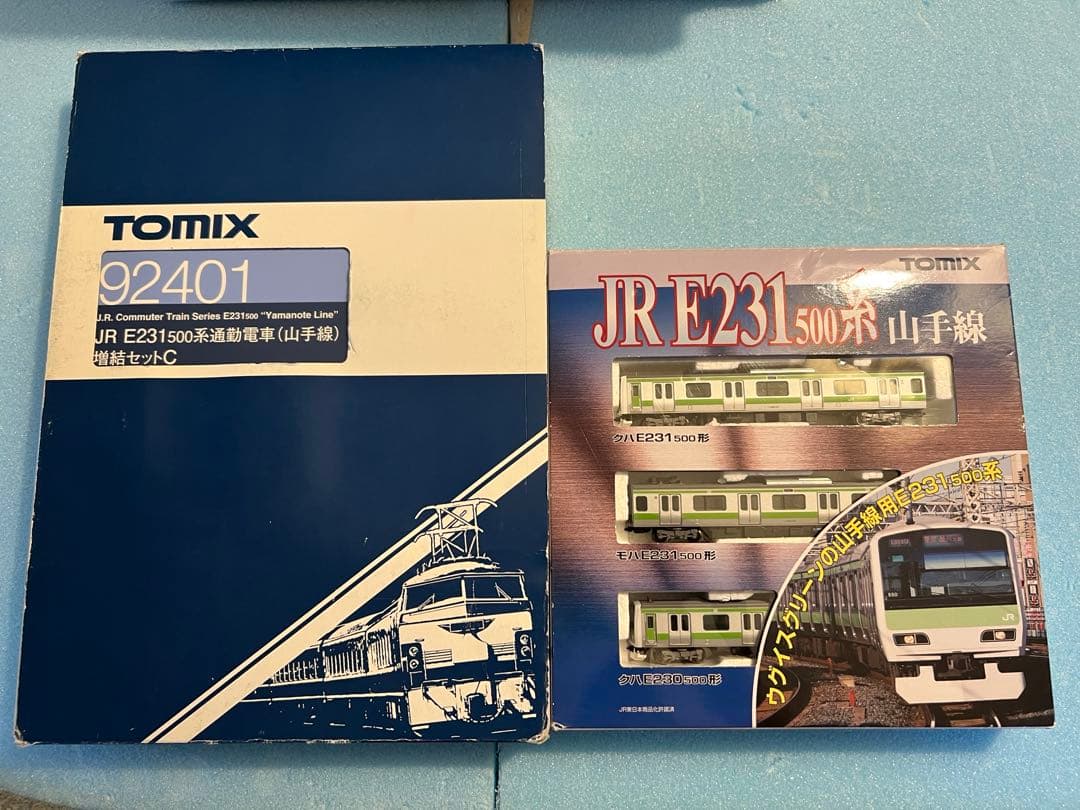 TOMIX
92401
J.R. Commuter Train Series E231500 "Yamanote Line"
JR E231500系通勤電車(山手線)
増結セットC
TOMIX
JR E231500系 山手線
クハE231500形
モハE231500形
クハE230500形
ウグイスグリーンの山手線用E231500系
JR
JR東日本商品化許諾済